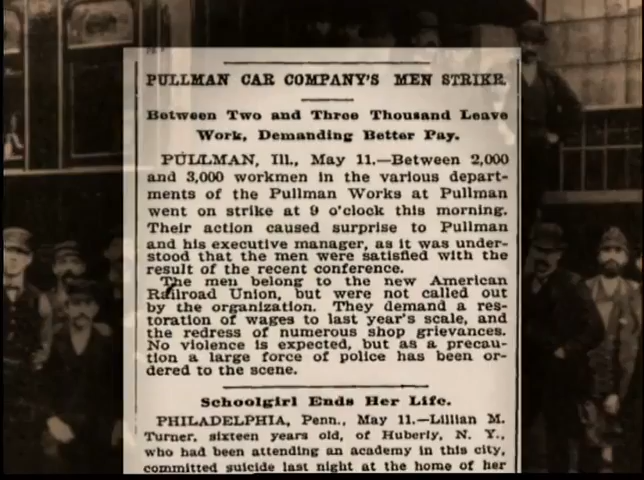 PULLMAN CAR COMPANY'S MEN STRIKE.
Between Two and Three Thousand Leave
Work, Demanding Better Pay.
PULLMAN, Ill., May 11.—Between 2,000
and 3,000 workmen in the various depart-
ments of the Pullman Works at Pullman
went on strike at 9 o'clock this morning.
Their action caused surprise to Pullman
and his executive manager, as it was under-
stood that the men were satisfied with the
result of the recent conference.
The men belong to the new American
Railroad Union, but were not called out
by the organization. They demand a res-
toration of wages to last year's scale, and
the redress of numerous shop grievances.
No violence is expected, but as a precau-
tion a large force of police has been or-
dered to the scene.
Schoolgirl Ends Her Life.
PHILADELPHIA, Penn., May 11.—Lillian M.
Turner, sixteen years old, of Huberly, N. Y.,
who had been attending an academy in this city,
committed suicide last night at the home of her